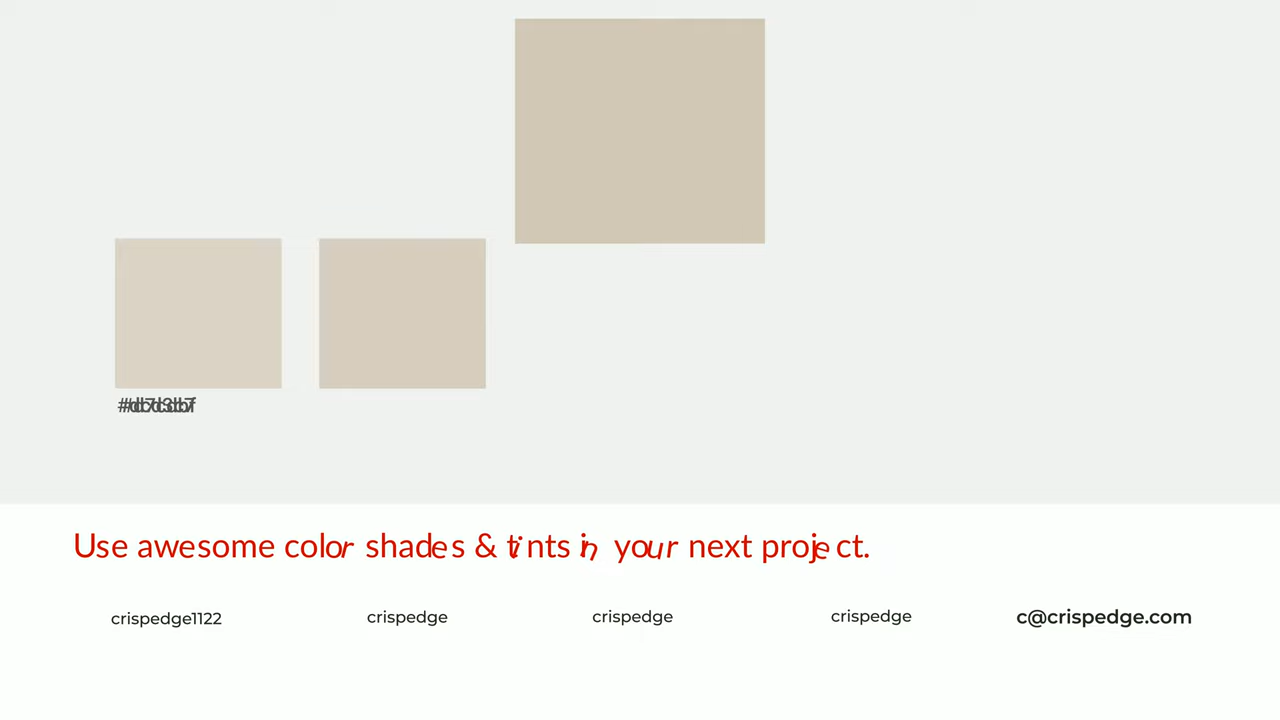 Use awesome color shades & tints in your next project.
crispedge1122 crispedge crispedge crispedge c@crispedge.com